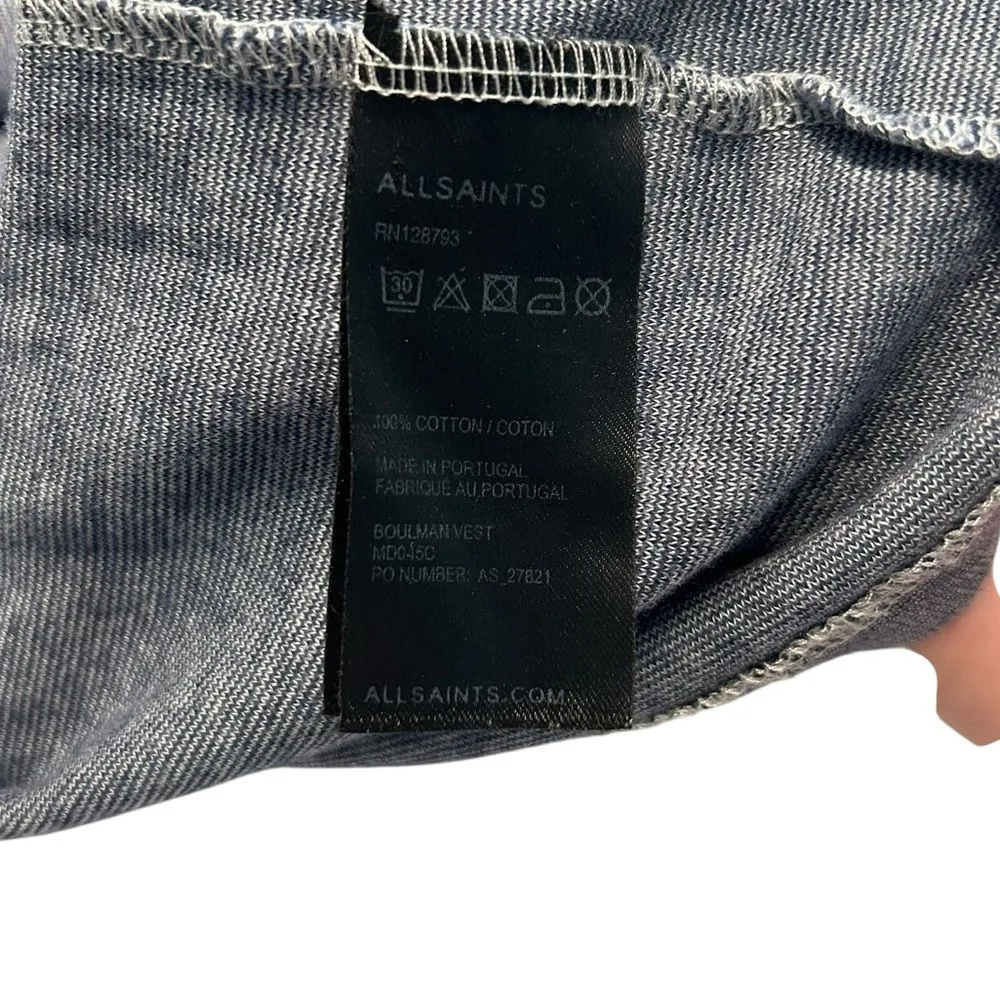 ALLSAINTS
RN128793
30
100% COTTON / COTON
MADE IN PORTUGAL
FABRIQUE AU PORTUGAL
BOULMAN VEST
MD045C
PO NUMBER: AS_27821
ALLSAINTS.COM